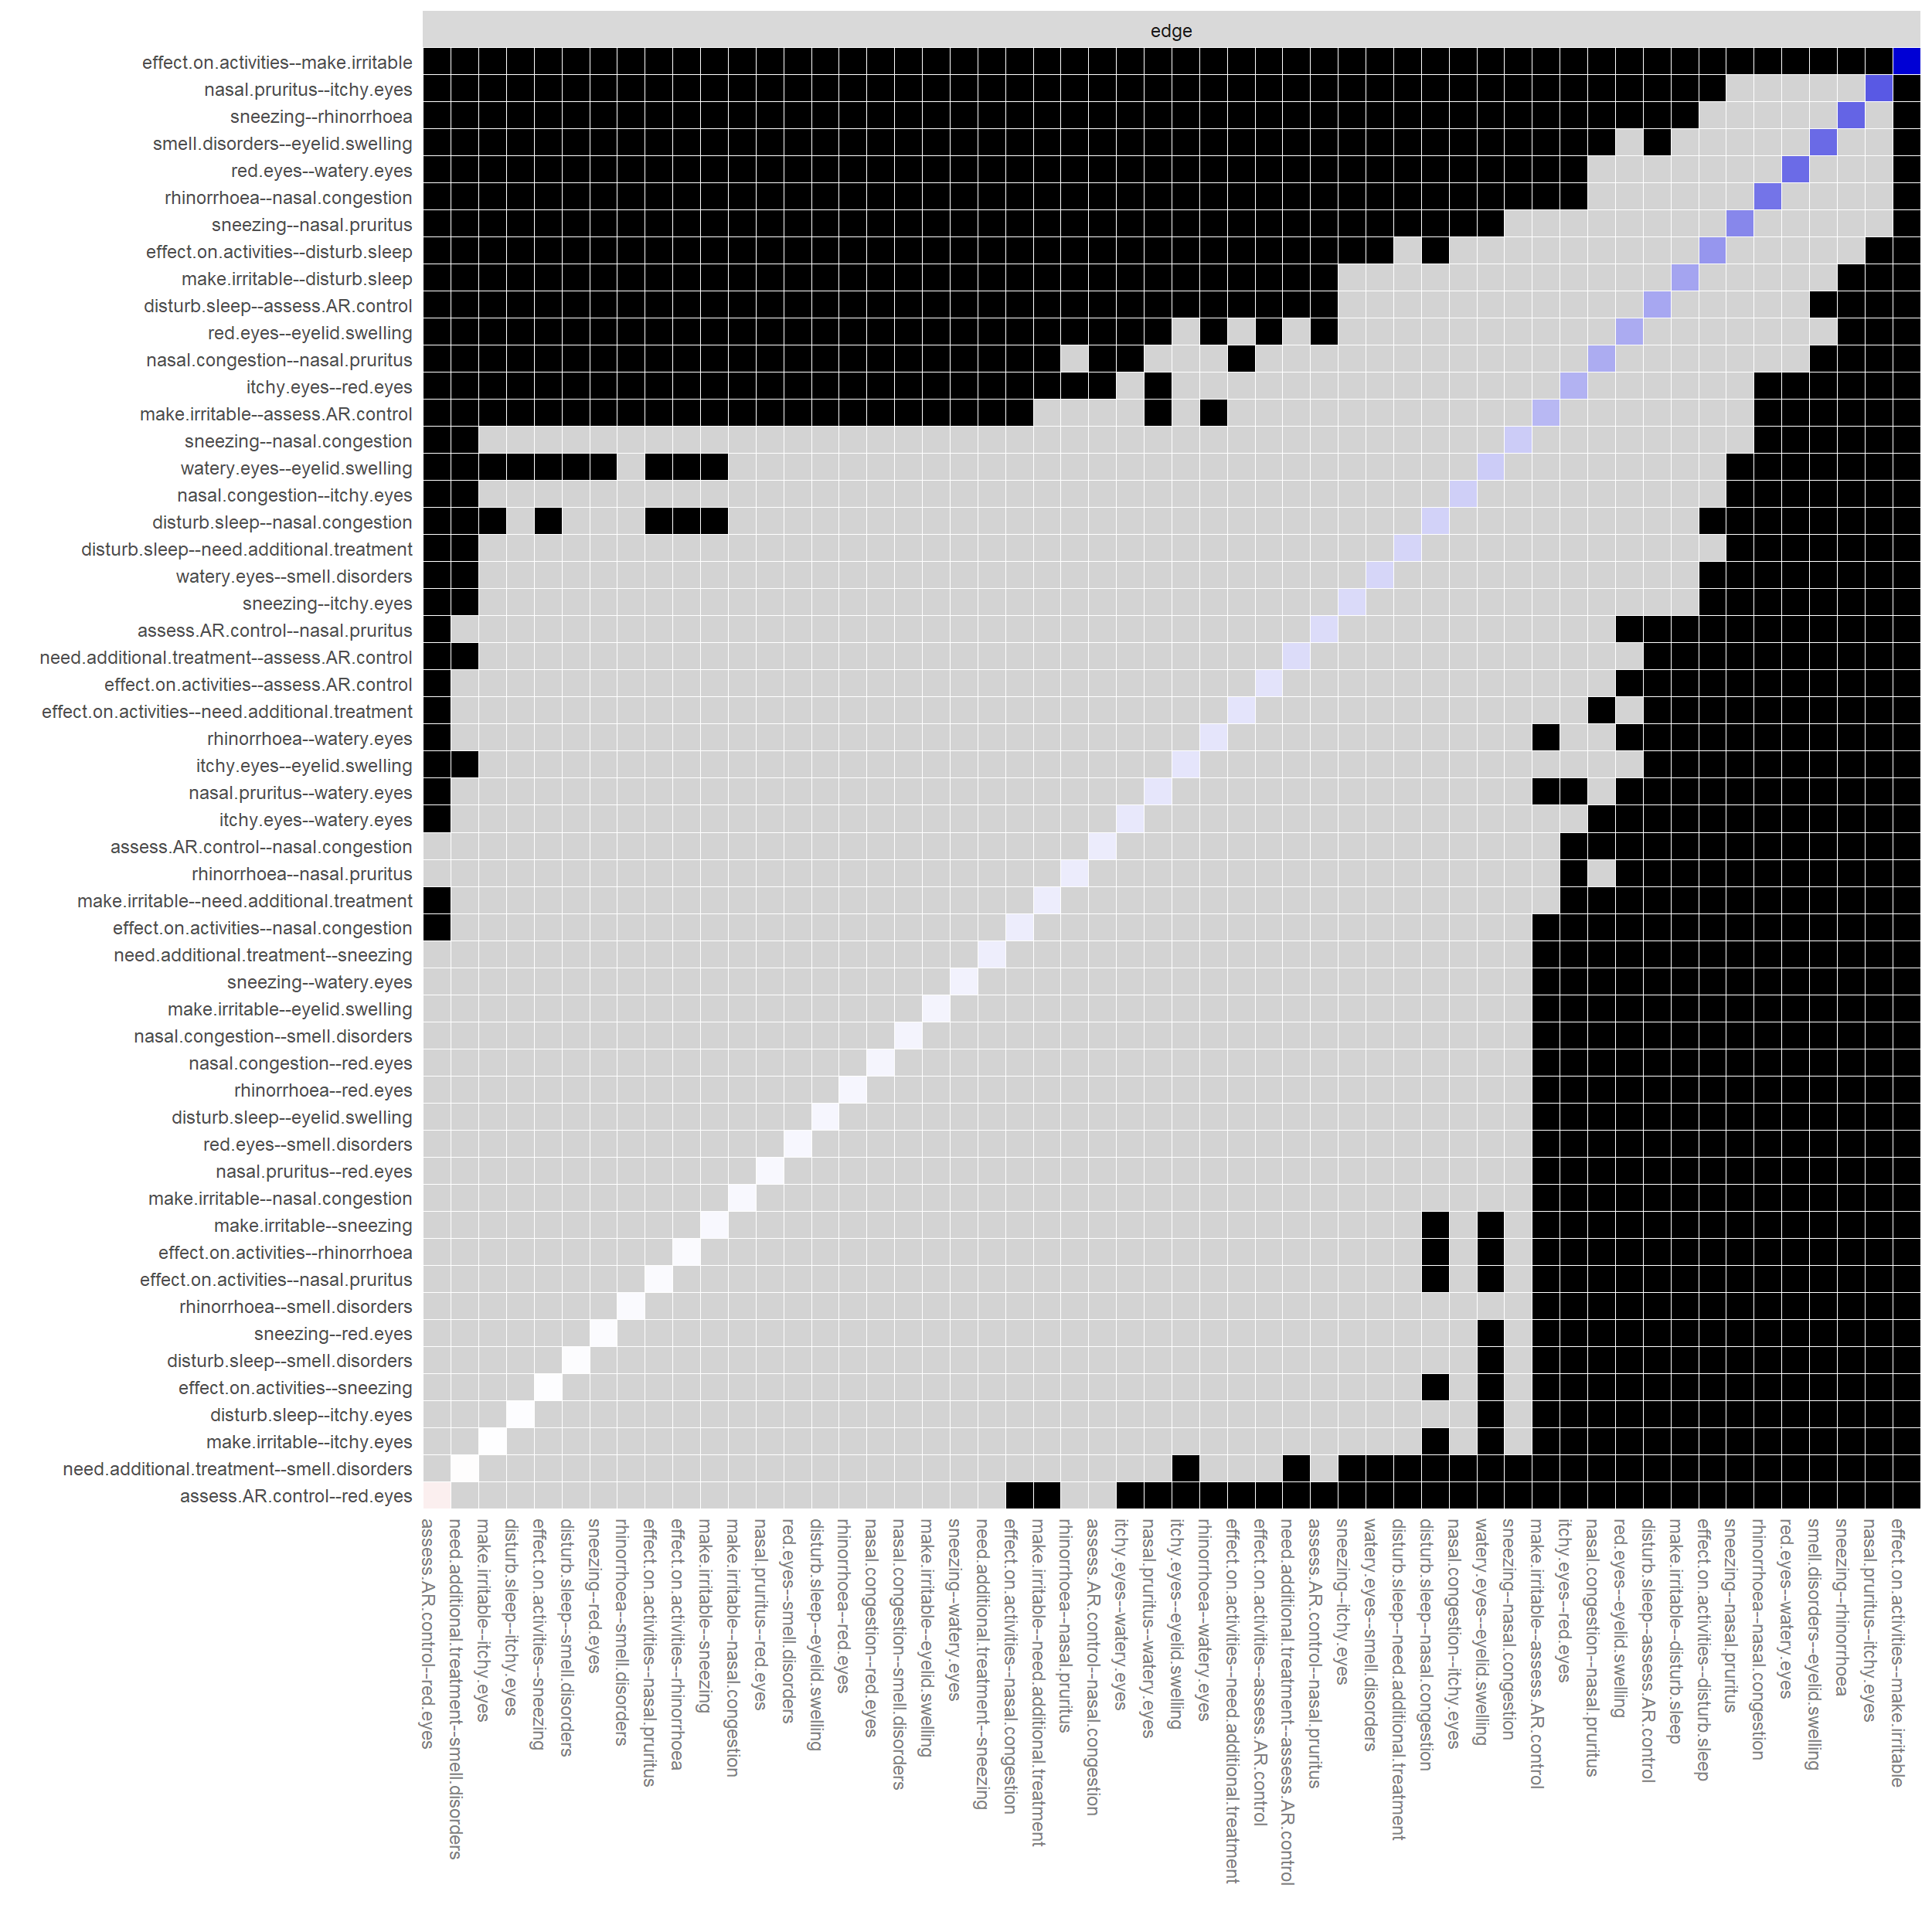 edge
effect.on.activities--make.irritable
nasal.pruritus--itchy.eyes
sneezing--rhinorrhoea
smell.disorders--eyelid.swelling
red.eyes--watery.eyes
rhinorrhoea--nasal.congestion
sneezing--nasal.pruritus
effect.on.activities--disturb.sleep
make.irritable--disturb.sleep
disturb.sleep--assess.AR.control
red.eyes--eyelid.swelling
nasal.congestion--nasal.pruritus
itchy.eyes--red.eyes
make.irritable--assess.AR.control
sneezing--nasal.congestion
watery.eyes--eyelid.swelling
nasal.congestion--itchy.eyes
disturb.sleep--nasal.congestion
disturb.sleep--need.additional.treatment
watery.eyes--smell.disorders
sneezing--itchy.eyes
assess.AR.control--nasal.pruritus
need.additional.treatment--assess.AR.control
effect.on.activities--assess.AR.control
effect.on.activities--need.additional.treatment
rhinorrhoea--watery.eyes
itchy.eyes--eyelid.swelling
nasal.pruritus--watery.eyes
itchy.eyes--watery.eyes
assess.AR.control--nasal.congestion
rhinorrhoea--nasal.pruritus
make.irritable--need.additional.treatment
effect.on.activities--nasal.congestion
need.additional.treatment--sneezing
sneezing--watery.eyes
make.irritable--eyelid.swelling
nasal.congestion--smell.disorders
nasal.congestion--red.eyes
rhinorrhoea--red.eyes
disturb.sleep--eyelid.swelling
red.eyes--smell.disorders
nasal.pruritus--red.eyes
make.irritable--nasal.congestion
make.irritable--sneezing
effect.on.activities--rhinorrhoea
effect.on.activities--nasal.pruritus
rhinorrhoea--smell.disorders
sneezing--red.eyes
disturb.sleep--smell.disorders
effect.on.activities--sneezing
disturb.sleep--itchy.eyes
make.irritable--itchy.eyes
need.additional.treatment--smell.disorders
assess.AR.control--red.eyes
assess.AR.control--red.eyes
need.additional.treatment--smell.disorders
make.irritable--itchy.eyes
disturb.sleep--itchy.eyes
effect.on.activities--sneezing
disturb.sleep--smell.disorders
sneezing--red.eyes
rhinorrhoea--smell.disorders
effect.on.activities--nasal.pruritus
effect.on.activities--rhinorrhoea
make.irritable--sneezing
make.irritable--nasal.congestion
nasal.pruritus--red.eyes
red.eyes--smell.disorders
disturb.sleep--eyelid.swelling
rhinorrhoea--red.eyes
nasal.congestion--red.eyes
nasal.congestion--smell.disorders
make.irritable--eyelid.swelling
sneezing--watery.eyes
need.additional.treatment--sneezing
effect.on.activities--nasal.congestion
make.irritable--need.additional.treatment
rhinorrhoea--nasal.pruritus
assess.AR.control--nasal.congestion
itchy.eyes--watery.eyes
nasal.pruritus--watery.eyes
itchy.eyes--eyelid.swelling
rhinorrhoea--watery.eyes
effect.on.activities--need.additional.treatment
effect.on.activities--assess.AR.control
need.additional.treatment--assess.AR.control
assess.AR.control--nasal.pruritus
sneezing--itchy.eyes
watery.eyes--smell.disorders
disturb.sleep--need.additional.treatment
disturb.sleep--nasal.congestion
nasal.congestion--itchy.eyes
watery.eyes--eyelid.swelling
sneezing--nasal.congestion
make.irritable--assess.AR.control
itchy.eyes--red.eyes
nasal.congestion--nasal.pruritus
red.eyes--eyelid.swelling
disturb.sleep--assess.AR.control
make.irritable--disturb.sleep
effect.on.activities--disturb.sleep
sneezing--nasal.pruritus
rhinorrhoea--nasal.congestion
red.eyes--watery.eyes
smell.disorders--eyelid.swelling
sneezing--rhinorrhoea
nasal.pruritus--itchy.eyes
effect.on.activities--make.irritable